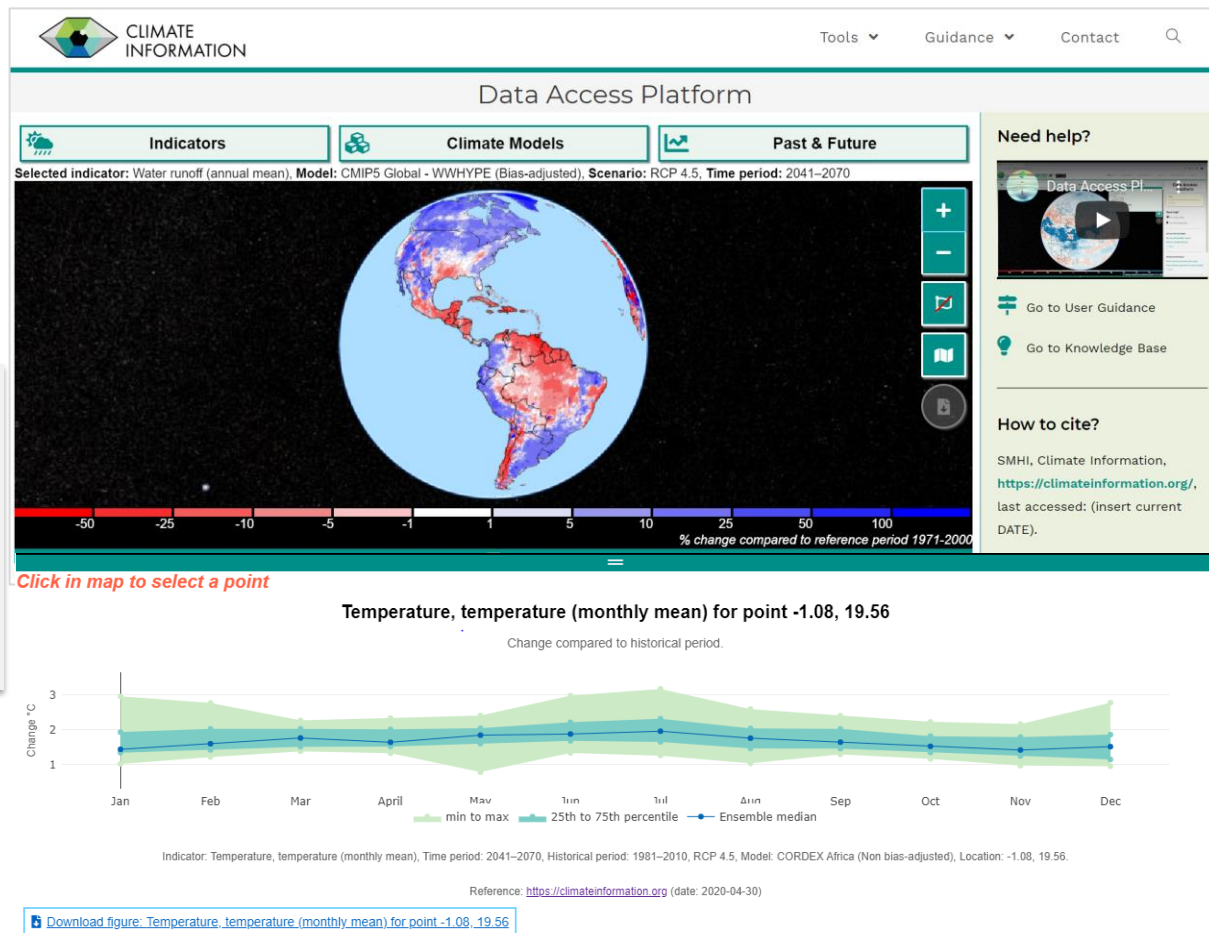 CLIMATE
INFORMATION
Tools
Guidance
Contact
Data Access Platform
Indicators
Climate Models
Past & Future
Selected indicator: Water runoff (annual mean), Model: CMIP5 Global - WWHYPE (Bias-adjusted), Scenario: RCP 4.5, Time period: 2041–2070
+
−
-50 -25 -10 -5 -1 1 5 10 25 50 100
% change compared to reference period 1971-2000
Need help?
Data Access Pl...
Go to User Guidance
Go to Knowledge Base
How to cite?
SMHI, Climate Information,
https://climateinformation.org/,
last accessed: (insert current
DATE).
Click in map to select a point
Temperature, temperature (monthly mean) for point -1.08, 19.56
Change compared to historical period.
Change °C
3
2
1
Jan Feb Mar April May Jun Jul Aug Sep Oct Nov Dec
min to max 25th to 75th percentile Ensemble median
Indicator: Temperature, temperature (monthly mean), Time period: 2041–2070, Historical period: 1981–2010, RCP 4.5, Model: CORDEX Africa (Non bias-adjusted), Location: -1.08, 19.56.
Reference: https://climateinformation.org (date: 2020-04-30)
Download figure: Temperature, temperature (monthly mean) for point -1.08, 19.56